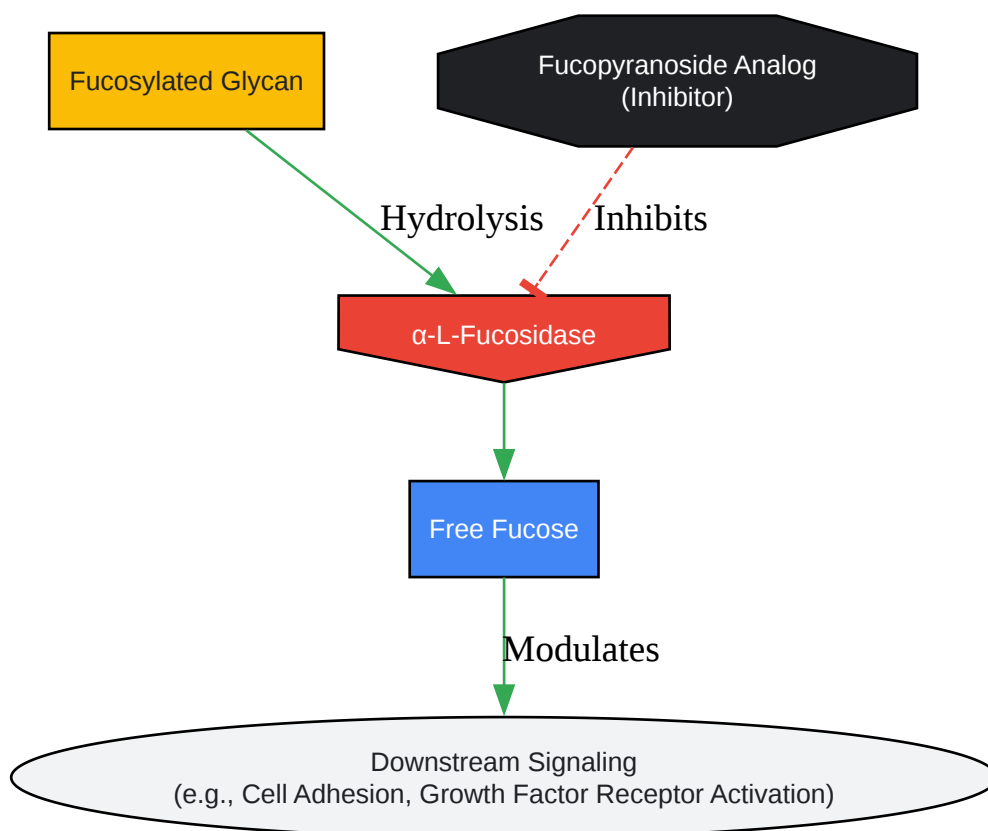 Fucosylated Glycan
Fucopyranoside Analog
(Inhibitor)
Hydrolysis
Inhibits
α-L-Fucosidase
Free Fucose
Modulates
Downstream Signaling
(e.g., Cell Adhesion, Growth Factor Receptor Activation)